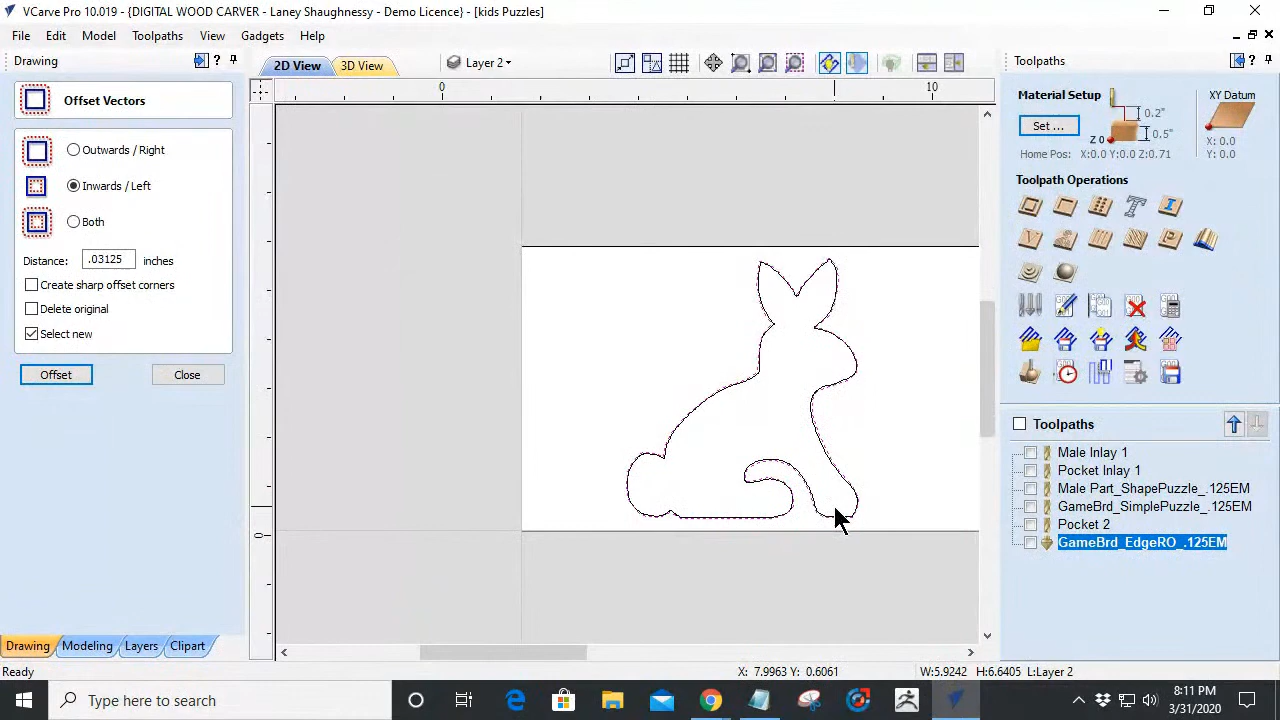 VCarve Pro 10.019 - {DIGITAL WOOD CARVER - Laney Shaughnessy - Demo Licence} - [kids Puzzles]
File Edit Model Toolpaths View Gadgets Help
Drawing ?
2D View 3D View Layer 2
Toolpaths ?
Offset Vectors
Outwards / Right
Inwards / Left
Both
Distance: .03125 inches
Create sharp offset corners
Delete original
Select new
Offset Close
0 10
0
Material Setup
Set ...
0.2"
0.5"
Z 0
Home Pos: X:0.0 Y:0.0 Z:0.71
XY Datum
X: 0.0
Y: 0.0
Toolpath Operations
Toolpaths
Male Inlay 1
Pocket Inlay 1
Male Part_ShapePuzzle_.125EM
GameBrd_SimplePuzzle_.125EM
Pocket 2
GameBrd_EdgeRO_.125EM
Drawing Modeling Layers Clipart
Ready X: 7.9963 Y: 0.6061 W:5.9242 H:6.6405 L:Layer 2
Type here to search
8:11 PM
3/31/2020